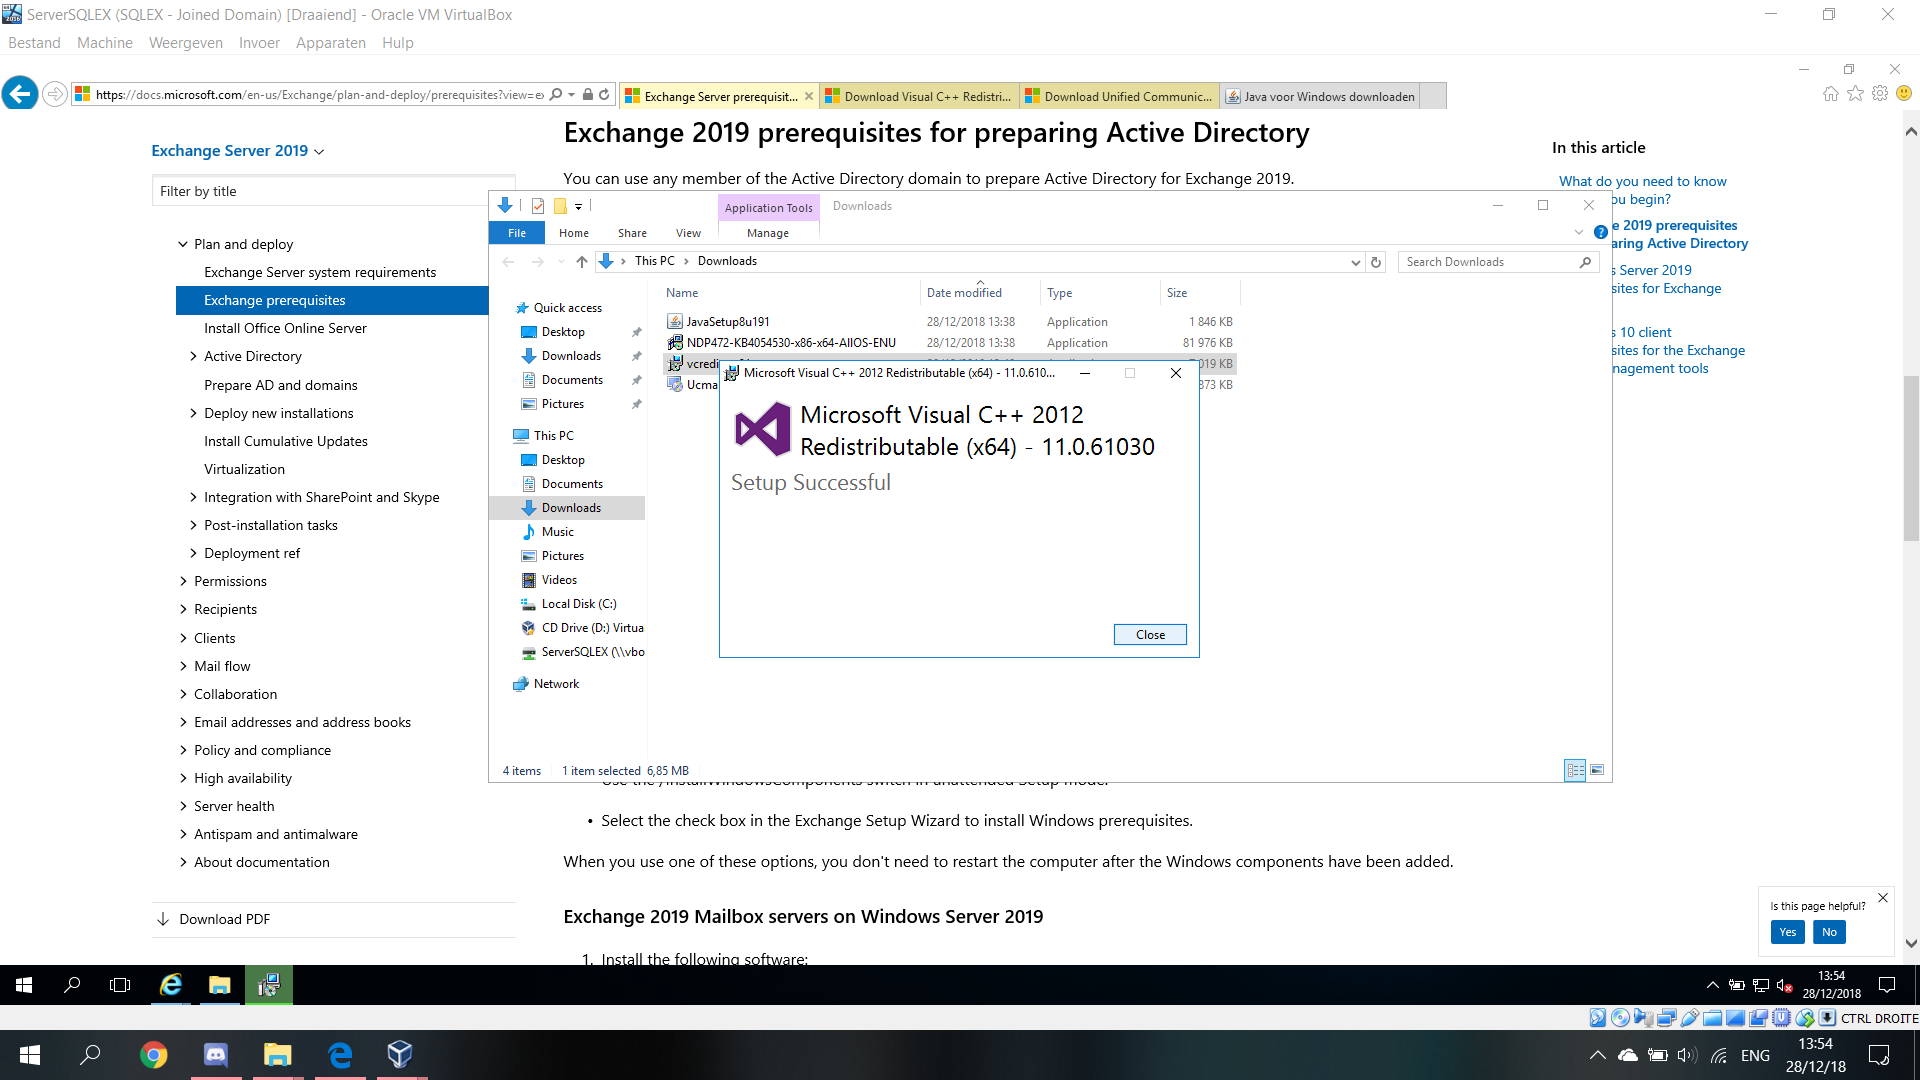 ServerSQLEX (SQLEX - Joined Domain) [Draaiend] - Oracle VM VirtualBox
Bestand Machine Weergeven Invoer Apparaten Hulp
https://docs.microsoft.com/en-us/Exchange/plan-and-deploy/prerequisites?view=e
Exchange Server prerequisit...
Download Visual C++ Redistri...
Download Unified Communic...
Java voor Windows downloaden
Exchange Server 2019
Filter by title
Plan and deploy
Exchange Server system requirements
Exchange prerequisites
Install Office Online Server
Active Directory
Prepare AD and domains
Deploy new installations
Install Cumulative Updates
Virtualization
Integration with SharePoint and Skype
Post-installation tasks
Deployment ref
Permissions
Recipients
Clients
Mail flow
Collaboration
Email addresses and address books
Policy and compliance
High availability
Server health
Antispam and antimalware
About documentation
Download PDF
Exchange 2019 prerequisites for preparing Active Directory
You can use any member of the Active Directory domain to prepare Active Directory for Exchange 2019.
Application Tools
Downloads
File Home Share View Manage
This PC > Downloads
Search Downloads
Quick access
Desktop
Downloads
Documents
Pictures
This PC
Desktop
Documents
Downloads
Music
Pictures
Videos
Local Disk (C:)
CD Drive (D:) Virtua
ServerSQLEX (\\vbo
Network
Name Date modified Type Size
JavaSetup8u191 28/12/2018 13:38 Application 1 846 KB
NDP472-KB4054530-x86-x64-AllOS-ENU 28/12/2018 13:38 Application 81 976 KB
vcredi 019 KB
Ucma 373 KB
Microsoft Visual C++ 2012 Redistributable (x64) - 11.0.610...
Microsoft Visual C++ 2012
Redistributable (x64) - 11.0.61030
Setup Successful
Close
4 items 1 item selected 6,85 MB
Use the /InstallWindowsComponents switch in unattended Setup mode.
• Select the check box in the Exchange Setup Wizard to install Windows prerequisites.
When you use one of these options, you don't need to restart the computer after the Windows components have been added.
Exchange 2019 Mailbox servers on Windows Server 2019
1. Install the following software:
In this article
What do you need to know
ou begin?
e 2019 prerequisites
aring Active Directory
s Server 2019
sites for Exchange
s 10 client
sites for the Exchange
nagement tools
Is this page helpful?
Yes No
13:54
28/12/2018
CTRL DROITE
ENG
13:54
28/12/18